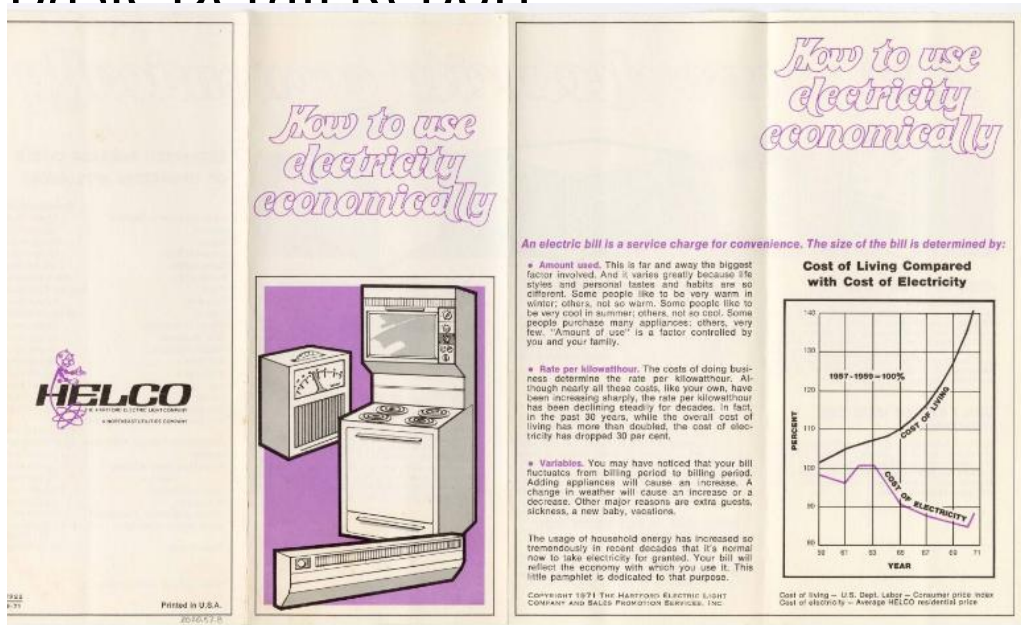 HELCO
THE HARTFORD ELECTRIC LIGHT COMPANY
A NORTHEAST UTILITIES COMPANY
Printed in U.S.A.
How to use
electricity
economically
How to use
electricity
economically
An electric bill is a service charge for convenience. The size of the bill is determined by:
• Amount used. This is far and away the biggest
factor involved. And it varies greatly because life
styles and personal tastes and habits are so
different. Some people like to be very warm in
winter; others, not so warm. Some people like to
be very cool in summer; others, not so cool. Some
people purchase many appliances; others, very
few. "Amount of use" is a factor controlled by
you and your family.
• Rate per kilowatthour. The costs of doing busi-
ness determine the rate per kilowatthour. Al-
though nearly all these costs, like your own, have
been increasing sharply, the rate per kilowatthour
has been declining steadily for decades. In fact,
in the past 30 years, while the overall cost of
living has more than doubled, the cost of elec-
tricity has dropped 30 per cent.
• Variables. You may have noticed that your bill
fluctuates from billing period to billing period.
Adding appliances will cause an increase. A
change in weather will cause an increase or a
decrease. Other major reasons are extra guests,
sickness, a new baby, vacations.
The usage of household energy has increased so
tremendously in recent decades that it's normal
now to take electricity for granted. Your bill will
reflect the economy with which you use it. This
little pamphlet is dedicated to that purpose.
COPYRIGHT 1971 THE HARTFORD ELECTRIC LIGHT
COMPANY AND SALES PROMOTION SERVICES, INC.
Cost of Living Compared
with Cost of Electricity
140
130
1957-1959=100%
120
COST OF LIVING
110
PERCENT
100
COST OF ELECTRICITY
90
80
59 61 63 65 67 69 71
YEAR
Cost of living – U.S. Dept. Labor – Consumer price index
Cost of electricity – Average HELCO residential price